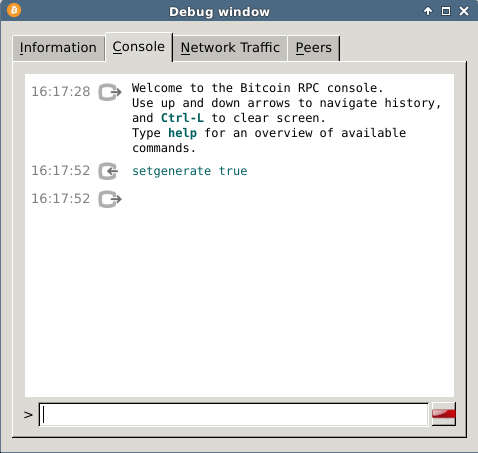 Debug window
Information Console Network Traffic Peers
16:17:28 Welcome to the Bitcoin RPC console.
Use up and down arrows to navigate history,
and Ctrl-L to clear screen.
Type help for an overview of available
commands.
16:17:52 setgenerate true
16:17:52
>